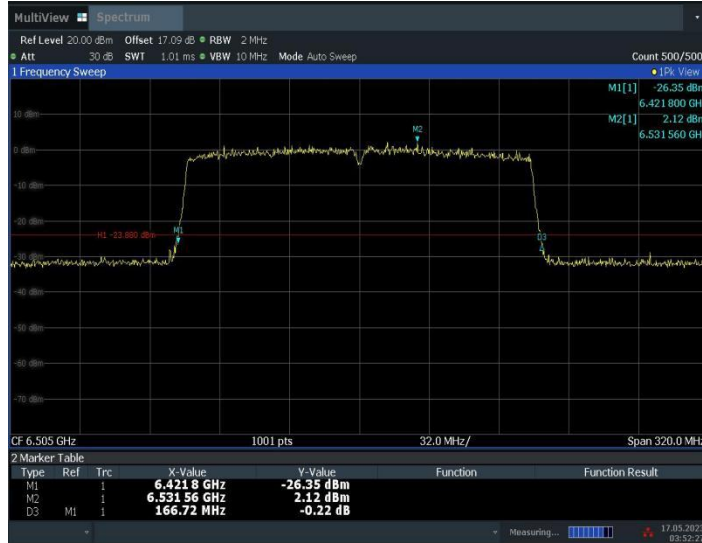 MultiView Spectrum
Ref Level 20.00 dBm Offset 17.09 dB RBW 2 MHz
Att 30 dB SWT 1.01 ms VBW 10 MHz Mode Auto Sweep Count 500/500
1 Frequency Sweep 1Pk View
M1[1] -26.35 dBm
6.421 800 GH
M2[1] 2.12 dBm
6.531 560 GH
10 dBm
M2
0 dBm
-10 dBm
-20 dBm
H1 -23.880 dBm M1 D3
-30 dBm
-40 dBm
-50 dBm
-60 dBm
-70 dBm
CF 6.505 GHz 1001 pts 32.0 MHz/ Span 320.0 MHz
2 Marker Table
Type Ref Trc X-Value Y-Value Function Function Result
M1 1 6.421 8 GHz -26.35 dBm
M2 1 6.531 56 GHz 2.12 dBm
D3 M1 1 166.72 MHz -0.22 dB
Measuring... 17.05.2023
03:52:27